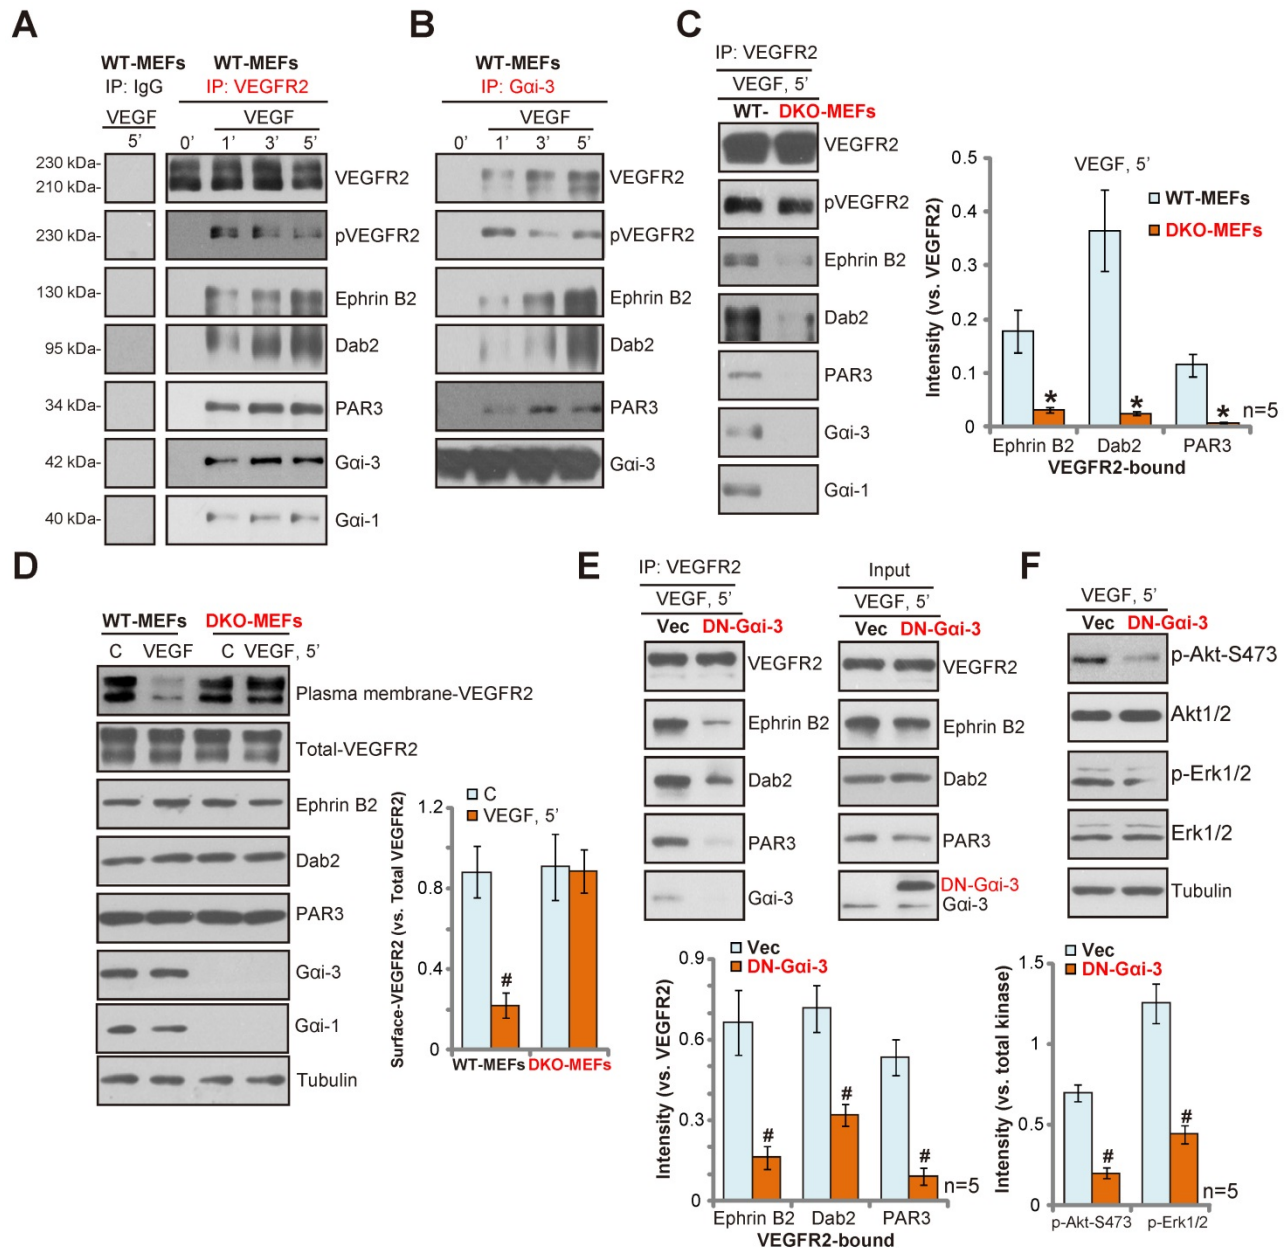 A
WT-MEFs WT-MEFs
IP: IgG IP: VEGFR2
VEGF VEGF
5’ 0’ 1’ 3’ 5’
230 kDa-
210 kDa- VEGFR2
230 kDa- pVEGFR2
130 kDa- Ephrin B2
95 kDa- Dab2
34 kDa- PAR3
42 kDa- Gαi-3
40 kDa- Gαi-1
B
WT-MEFs
IP: Gαi-3
VEGF
0’ 1’ 3’ 5’
VEGFR2
pVEGFR2
Ephrin B2
Dab2
PAR3
Gαi-3
C
IP: VEGFR2
VEGF, 5’
WT- DKO-MEFs
VEGFR2
pVEGFR2
Ephrin B2
Dab2
PAR3
Gαi-3
Gαi-1
VEGF, 5’
WT-MEFs
DKO-MEFs
Intensity (vs. VEGFR2)
0.5
0.4
0.3
0.2
0.1
0
* * *
n=5
Ephrin B2 Dab2 PAR3
VEGFR2-bound
D
WT-MEFs DKO-MEFs
C VEGF C VEGF, 5’
Plasma membrane-VEGFR2
Total-VEGFR2
Ephrin B2
Dab2
PAR3
Gαi-3
Gαi-1
Tubulin
C
VEGF, 5’
Surface-VEGFR2 (vs. Total VEGFR2)
1.2
0.8
0.4
0
#
WT-MEFs DKO-MEFs
E
IP: VEGFR2 Input
VEGF, 5’ VEGF, 5’
Vec DN-Gαi-3 Vec DN-Gαi-3
VEGFR2 VEGFR2
Ephrin B2 Ephrin B2
Dab2 Dab2
PAR3 PAR3
DN-Gαi-3
Gαi-3 Gαi-3
Vec
DN-Gαi-3
Intensity (vs. VEGFR2)
0.9
0.6
0.3
0
# # #
n=5
Ephrin B2 Dab2 PAR3
VEGFR2-bound
F
VEGF, 5’
Vec DN-Gαi-3
p-Akt-S473
Akt1/2
p-Erk1/2
Erk1/2
Tubulin
Vec
DN-Gαi-3
Intensity (vs. total kinase)
1.5
1
0.5
0
# #
n=5
p-Akt-S473 p-Erk1/2